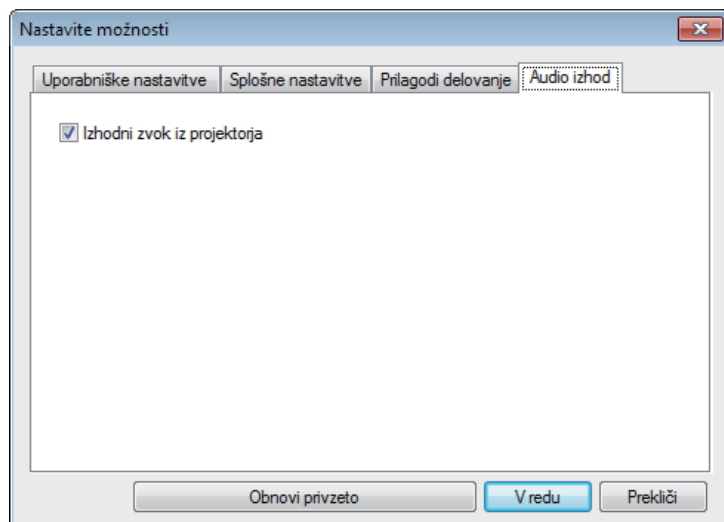 Nastavite možnosti
Uporabniške nastavitve Splošne nastavitve Prilagodi delovanje Audio izhod
Izhodni zvok iz projektorja
Obnovi privzeto V redu Prekliči